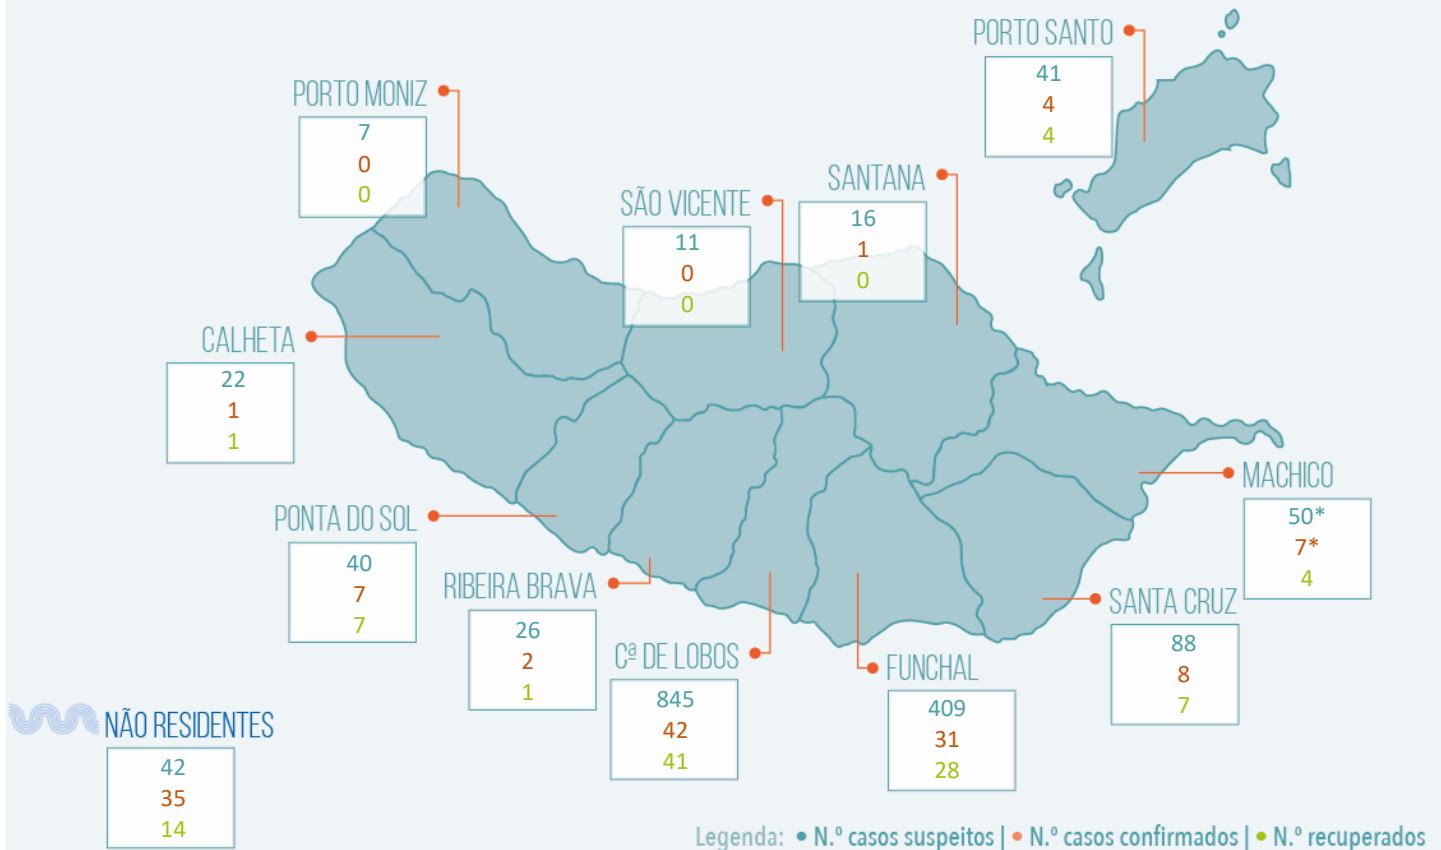 PORTO SANTO
41
4
4
PORTO MONIZ
7
0
0
SANTANA
16
1
0
SÃO VICENTE
11
0
0
CALHETA
22
1
1
MACHICO
50*
7*
4
PONTA DO SOL
40
7
7
RIBEIRA BRAVA
26
2
1
SANTA CRUZ
88
8
7
Cª DE LOBOS
845
42
41
FUNCHAL
409
31
28
NÃO RESIDENTES
42
35
14
Legenda: • N.º casos suspeitos | • N.º casos confirmados | • N.º recuperados